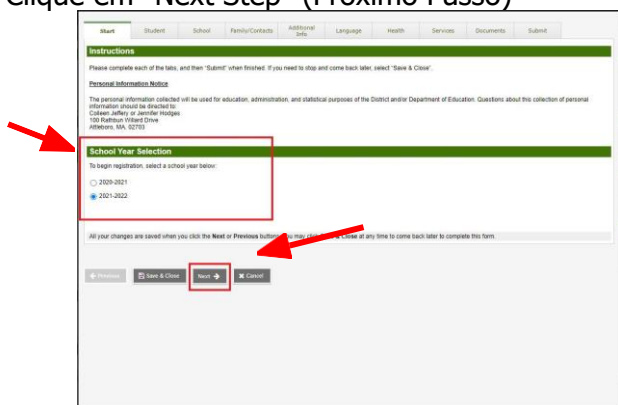 Clique em "Next Step" (Próximo Passo)
Start Student School Family/Contacts Additional Info Language Health Services Documents Submit
Instructions
Please complete each of the tabs, and then "Submit" when finished. If you need to stop and come back later, select "Save & Close".
Personal Information Notice
The personal information collected will be used for education, administration, and statistical purposes of the District and/or Department of Education. Questions about this collection of personal
information should be directed to:
Colleen Jeffery or Jennifer Hodges
100 Rathbun Willard Drive
Attleboro, MA, 02703
School Year Selection
To begin registration, select a school year below:
2020-2021
2021-2022
All your changes are saved when you click the Next or Previous buttons. You may click & Close at any time to come back later to complete this form.
Previous Save & Close Next Cancel